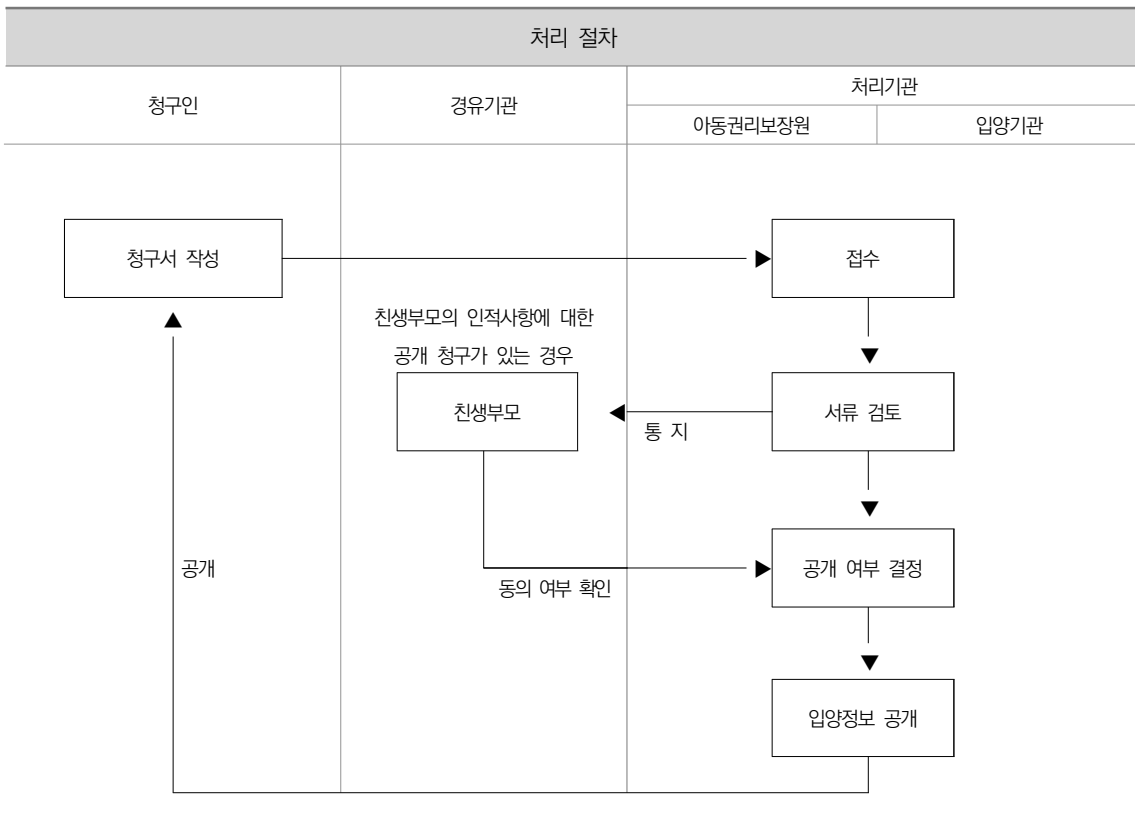 처리 절차
청구인
경유기관
처리기관
아동권리보장원
입양기관
청구서 작성
접수
친생부모의 인적사항에 대한
공개 청구가 있는 경우
친생부모
통 지
서류 검토
공개
동의 여부 확인
공개 여부 결정
입양정보 공개